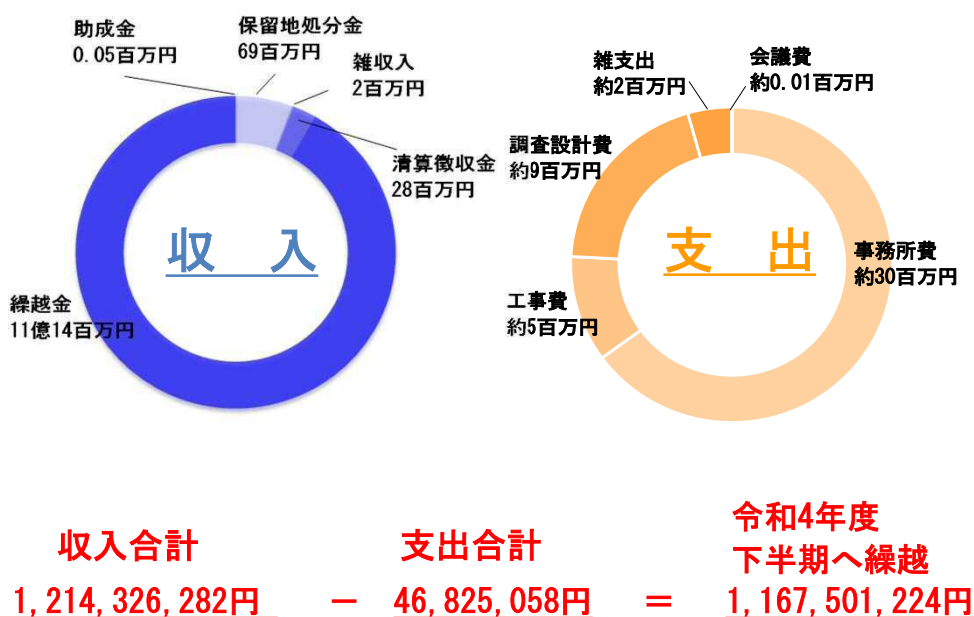 助成金
0.05百万円
保留地処分金
69百万円
雑収入
2百万円
清算徴収金
28百万円
収　入
繰越金
11億14百万円
雑支出
約2百万円
会議費
約0.01百万円
調査設計費
約9百万円
支　出
事務所費
約30百万円
工事費
約5百万円
収入合計
1,214,326,282円
－
支出合計
46,825,058円
＝
令和4年度
下半期へ繰越
1,167,501,224円